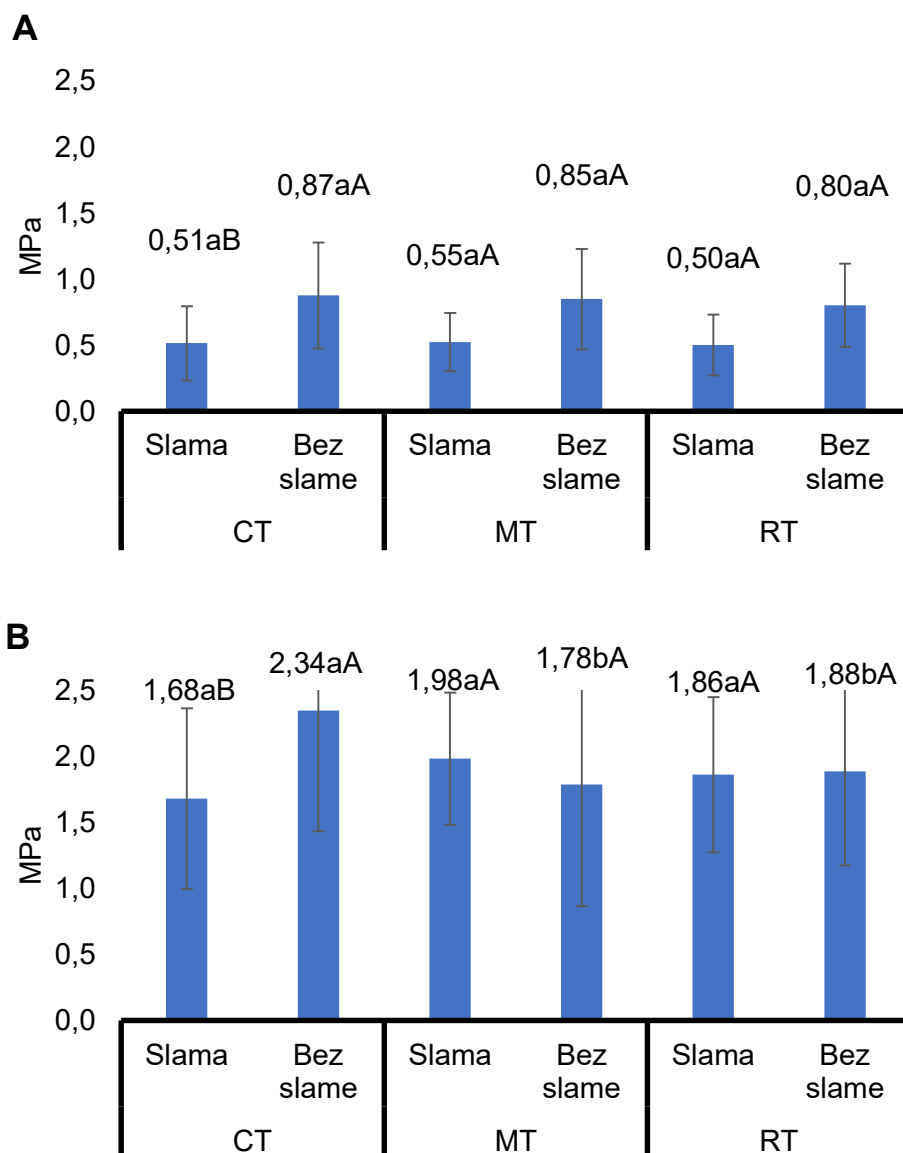 A
2,5
2,0
1,5
1,0
0,5
0,0
MPa
0,51aB
0,87aA
0,55aA
0,85aA
0,50aA
0,80aA
Slama
Bez
slame
Slama
Bez
slame
Slama
Bez
slame
CT
MT
RT
B
2,5
2,0
1,5
1,0
0,5
0,0
MPa
1,68aB
2,34aA
1,98aA
1,78bA
1,86aA
1,88bA
Slama
Bez
slame
Slama
Bez
slame
Slama
Bez
slame
CT
MT
RT